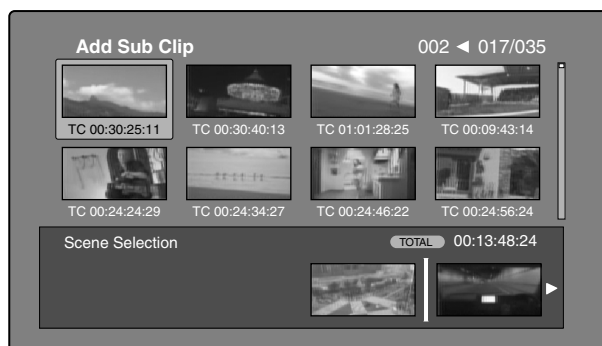 Add Sub Clip 002 ◄ 017/035
TC 00:30:25:11 TC 00:30:40:13 TC 01:01:28:25 TC 00:09:43:14
TC 00:24:24:29 TC 00:24:34:27 TC 00:24:46:22 TC 00:24:56:24
Scene Selection TOTAL 00:13:48:24